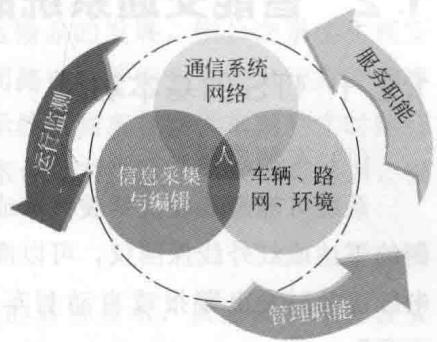 通信系统
网络
人
信息采集
与编辑
车辆、路
网、环境
运行监测
服务职能
管理职能